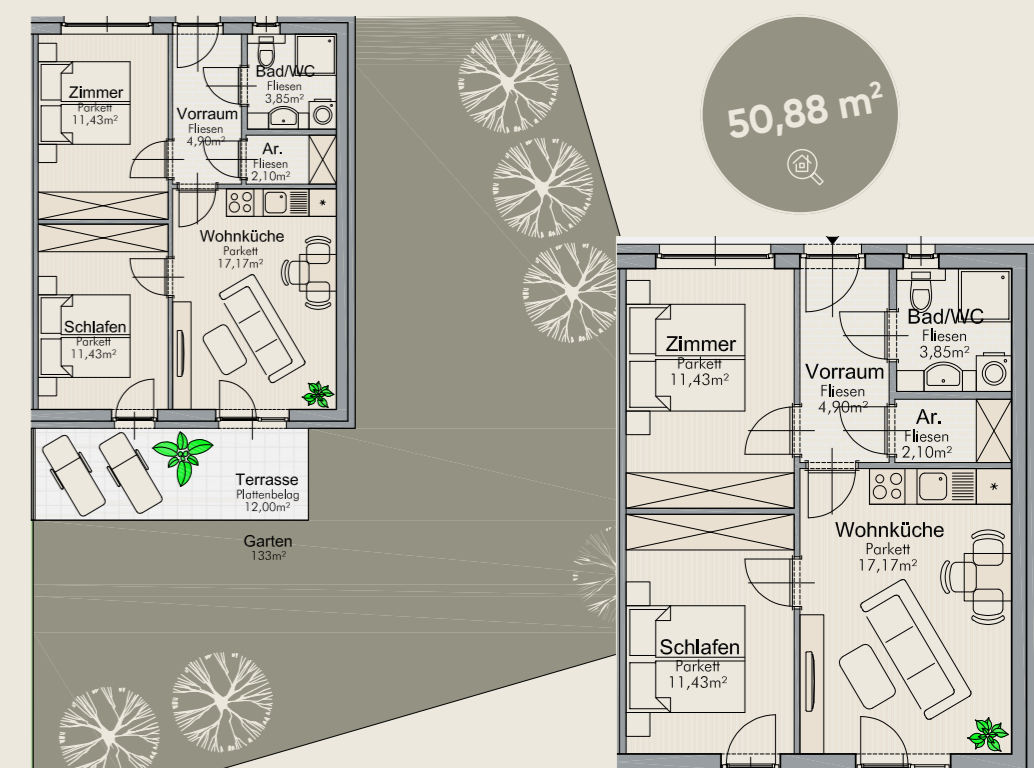 50,88 m²
Zimmer
Parkett
11,43m²
Vorraum
Fliesen
4,90m²
Bad/WC
Fliesen
3,85m²
Ar.
Fliesen
2,10m²
Wohnküche
Parkett
17,17m²
*
Schlafen
Parkett
11,43m²
Terrasse
Plattenbelag
12,00m²
Garten
133m²
Zimmer
Parkett
11,43m²
Vorraum
Fliesen
4,90m²
Bad/WC
Fliesen
3,85m²
Ar.
Fliesen
2,10m²
Wohnküche
Parkett
17,17m²
*
Schlafen
Parkett
11,43m²